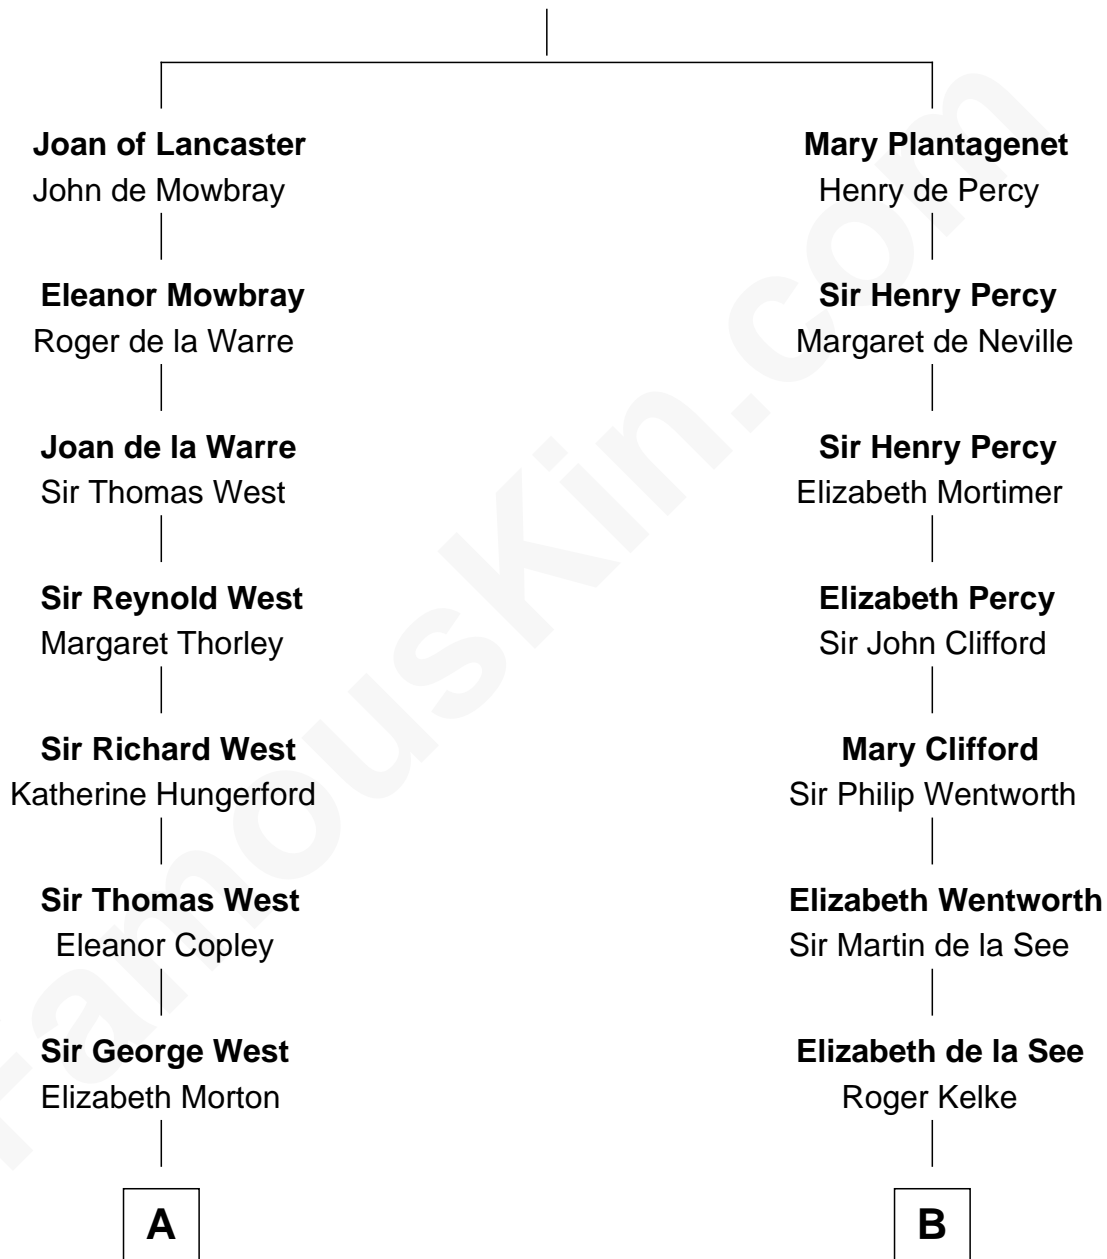 Joan of Lancaster
John de Mowbray
Eleanor Mowbray
Roger de la Warre
Joan de la Warre
Sir Thomas West
Sir Reynold West
Margaret Thorley
Sir Richard West
Katherine Hungerford
Sir Thomas West
Eleanor Copley
Sir George West
Elizabeth Morton
A
Mary Plantagenet
Henry de Percy
Sir Henry Percy
Margaret de Neville
Sir Henry Percy
Elizabeth Mortimer
Elizabeth Percy
Sir John Clifford
Mary Clifford
Sir Philip Wentworth
Elizabeth Wentworth
Sir Martin de la See
Elizabeth de la See
Roger Kelke
B
FamousKin.com